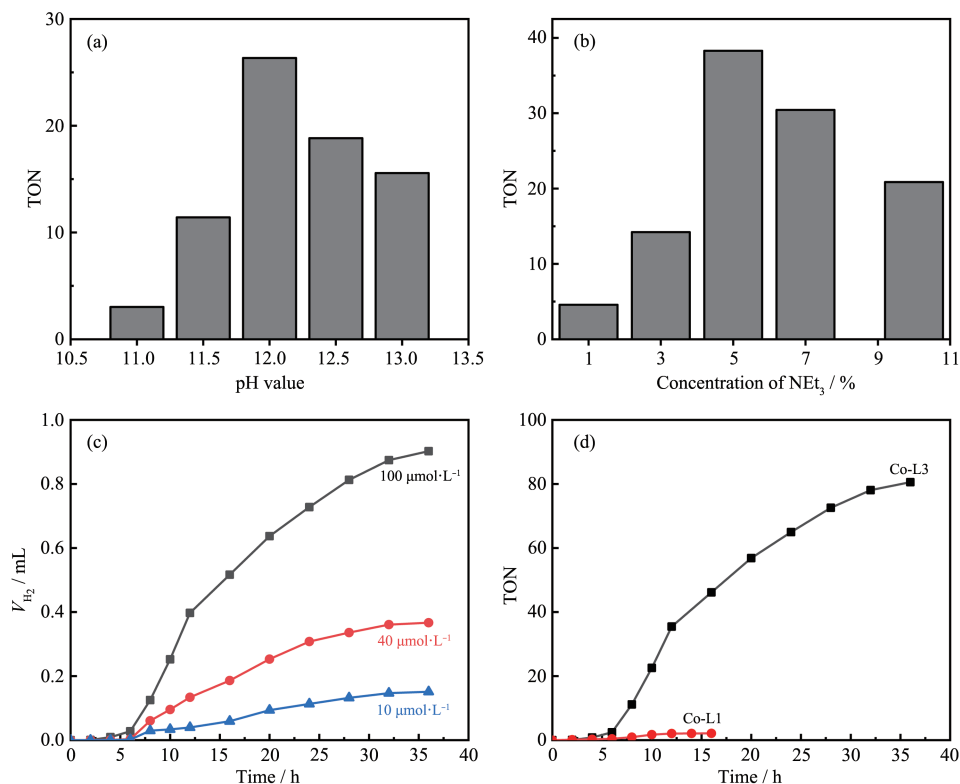 (a)
30
20
10
0
TON
10.5 11.0 11.5 12.0 12.5 13.0 13.5
pH value
(b)
40
30
20
10
0
TON
1 3 5 7 9 11
Concentration of NEt₃ / %
(c)
1.0
0.8
0.6
0.4
0.2
0.0
V_H₂ / mL
100 μmol·L⁻¹
40 μmol·L⁻¹
10 μmol·L⁻¹
0 5 10 15 20 25 30 35 40
Time / h
(d)
100
80
60
40
20
0
TON
Co-L3
Co-L1
0 5 10 15 20 25 30 35 40
Time / h